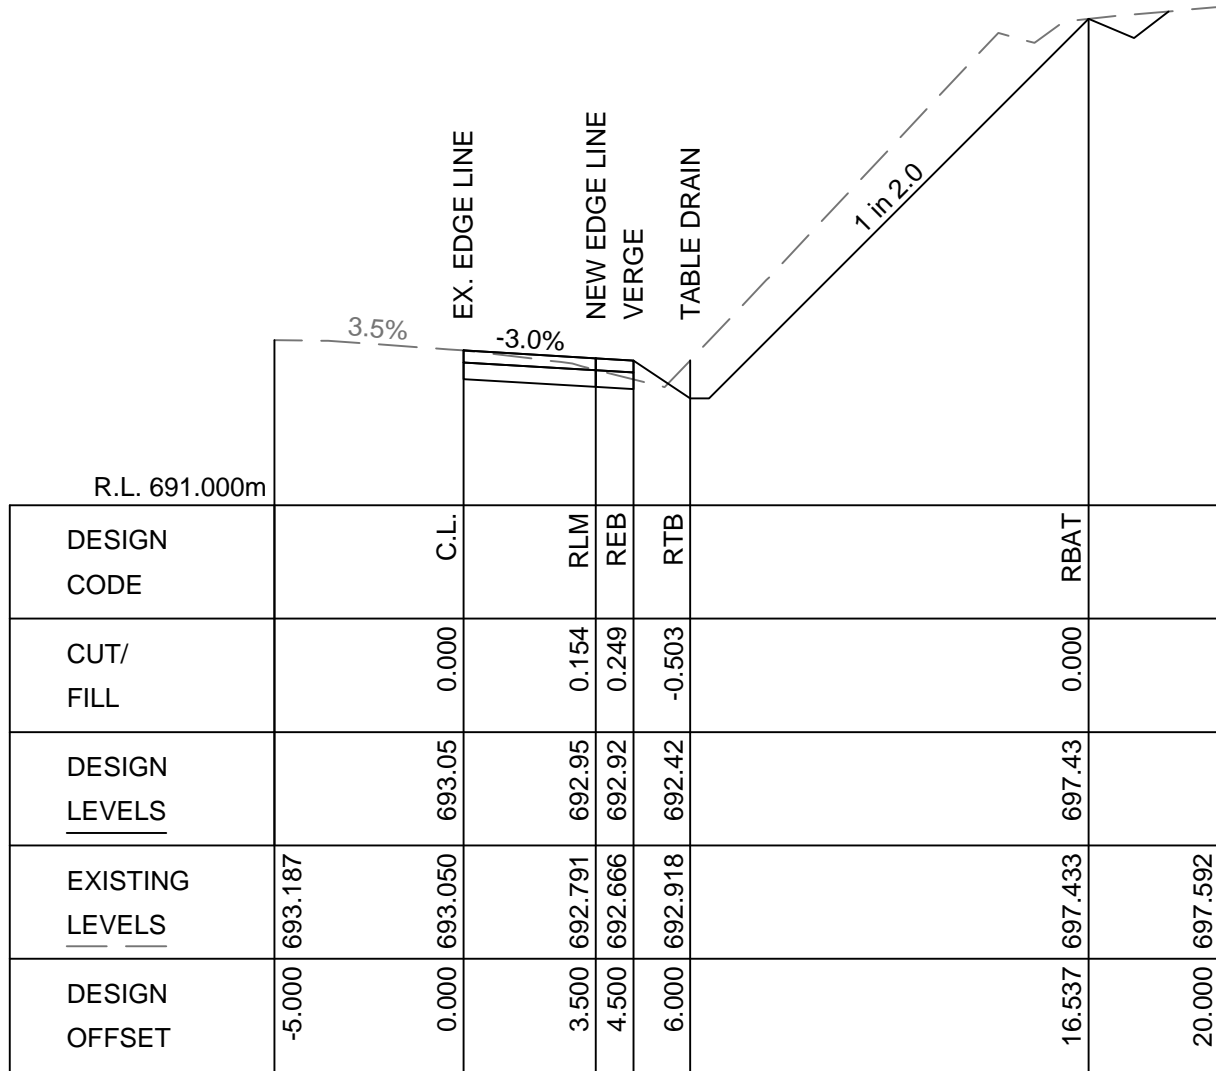 EX. EDGE LINE
NEW EDGE LINE
VERGE
TABLE DRAIN
1 in 2.0
3.5%
-3.0%
R.L. 691.000m
DESIGN
CODE
C.L.
RLM
REB
RTB
RBAT
CUT/
FILL
0.000
0.154
0.249
-0.503
0.000
DESIGN
LEVELS
693.05
692.95
692.92
692.42
697.43
EXISTING
LEVELS
693.187
693.050
692.791
692.666
692.918
697.433
697.592
DESIGN
OFFSET
-5.000
0.000
3.500
4.500
6.000
16.537
20.000